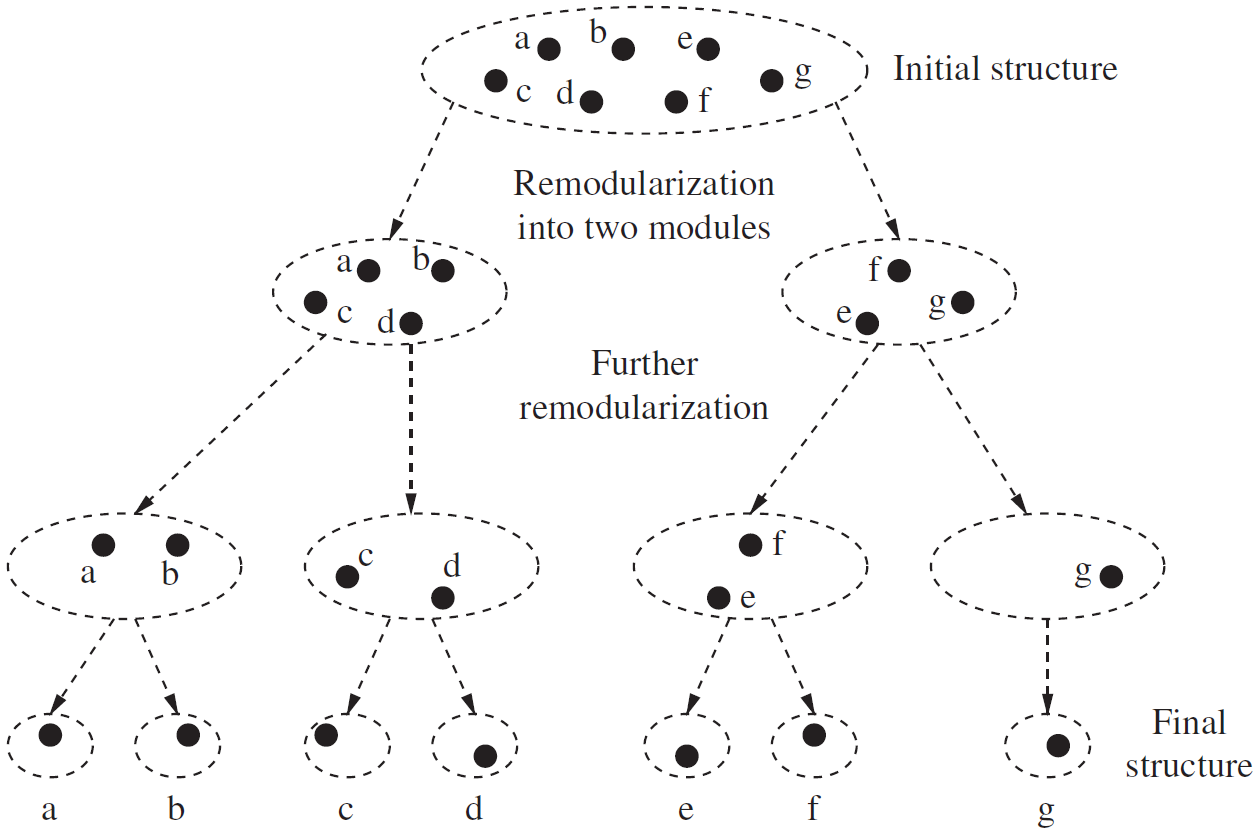 a b e
c d f g
Initial structure
Remodularization
into two modules
a b
c d
f
e g
Further
remodularization
a b
c d
f
e
g
Final
structure
a b c d e f g